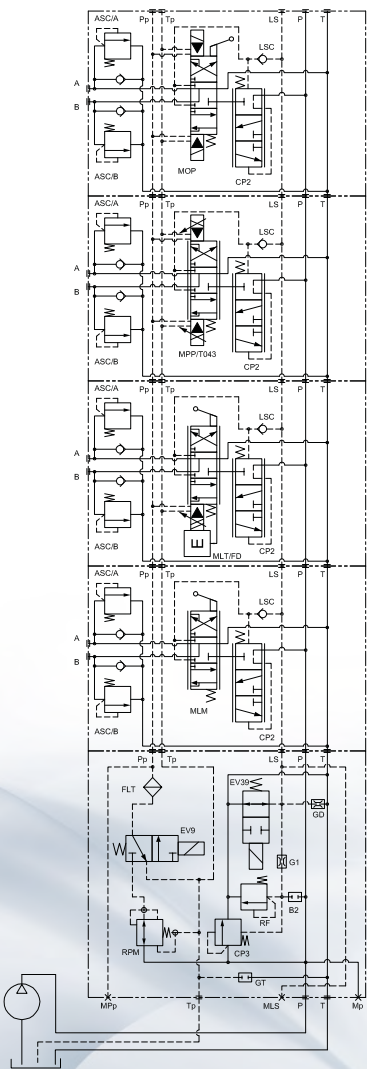 ASC/A Pp Tp LS P T
LSC
A
B
ASC/B
MOP
CP2
ASC/A Pp Tp LS P T
LSC
A
B
ASC/B
MPP/T043
CP2
ASC/A Pp Tp LS P T
LSC
A
B
E
ASC/B
MLT/FD
CP2
ASC/A Pp Tp LS P T
LSC
A
B
MLM
ASC/B
CP2
Pp Tp LS P T
EV39
FLT
GD
EV9
G1
B2
RF
RPM
CP3
GT
MPp Tp MLS P T Mp